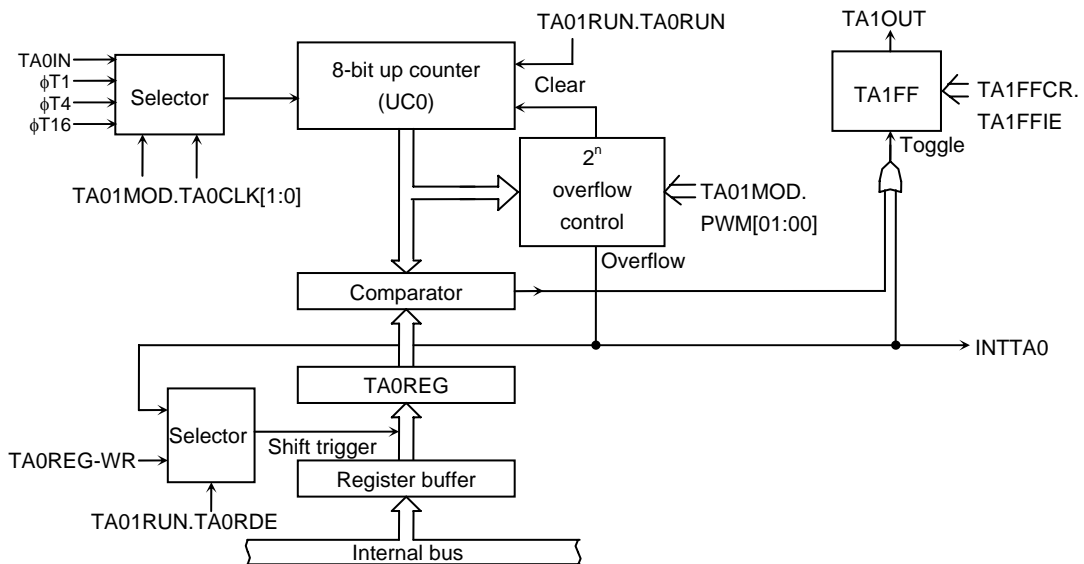 TA01RUN.TA0RUN
TA1OUT
TA0IN
ϕT1
ϕT4
ϕT16
Selector
8-bit up counter
(UC0)
Clear
TA1FF
TA1FFCR.
TA1FFIE
Toggle
TA01MOD.TA0CLK[1:0]
2ⁿ
overflow
control
TA01MOD.
PWM[01:00]
Overflow
Comparator
INTTA0
TA0REG
Selector
Shift trigger
TA0REG-WR
Register buffer
TA01RUN.TA0RDE
Internal bus